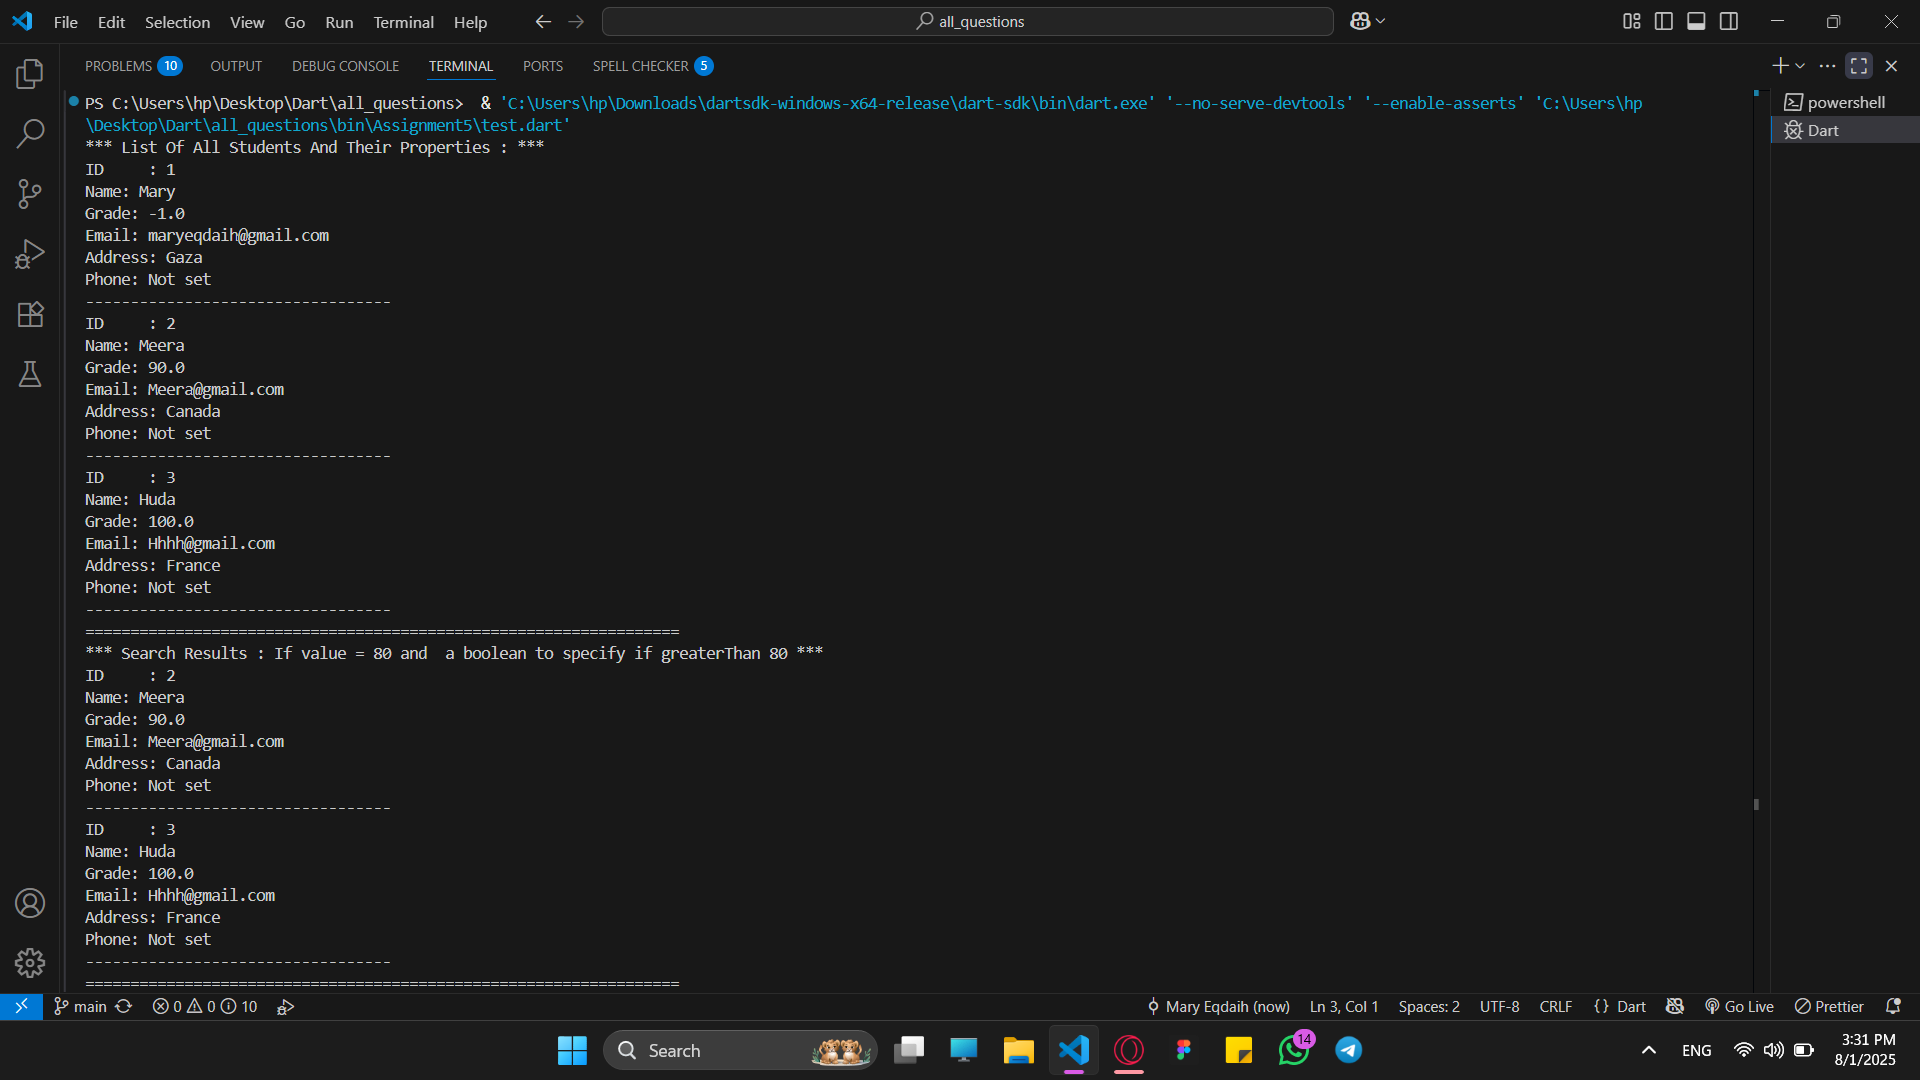 File Edit Selection View Go Run Terminal Help
all_questions
PROBLEMS 10 OUTPUT DEBUG CONSOLE TERMINAL PORTS SPELL CHECKER 5
powershell
Dart
PS C:\Users\hp\Desktop\Dart\all_questions>  & 'C:\Users\hp\Downloads\dartsdk-windows-x64-release\dart-sdk\bin\dart.exe' '--no-serve-devtools' '--enable-asserts' 'C:\Users\hp
\Desktop\Dart\all_questions\bin\Assignment5\test.dart'
*** List Of All Students And Their Properties : ***
ID     : 1
Name: Mary
Grade: -1.0
Email: maryeqdaih@gmail.com
Address: Gaza
Phone: Not set
----------------------------------
ID     : 2
Name: Meera
Grade: 90.0
Email: Meera@gmail.com
Address: Canada
Phone: Not set
----------------------------------
ID     : 3
Name: Huda
Grade: 100.0
Email: Hhhh@gmail.com
Address: France
Phone: Not set
----------------------------------
==================================================================
*** Search Results : If value = 80 and  a boolean to specify if greaterThan 80 ***
ID     : 2
Name: Meera
Grade: 90.0
Email: Meera@gmail.com
Address: Canada
Phone: Not set
----------------------------------
ID     : 3
Name: Huda
Grade: 100.0
Email: Hhhh@gmail.com
Address: France
Phone: Not set
----------------------------------
==================================================================
main 0 0 10 Mary Eqdaih (now) Ln 3, Col 1 Spaces: 2 UTF-8 CRLF {} Dart Go Live Prettier
Search 14 ENG 3:31 PM
8/1/2025